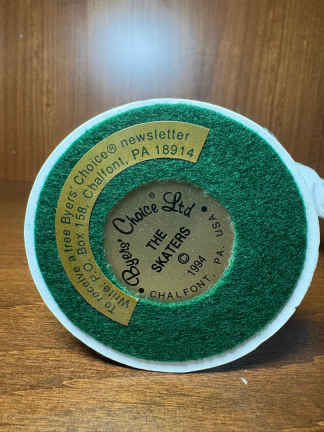 To receive a free Byers' Choice® newsletter
Write: P.O. Box 158, Chalfont, PA 18914
Byers' Choice® Ltd
THE
SKATERS
© 1994
CHALFONT, PA. USA